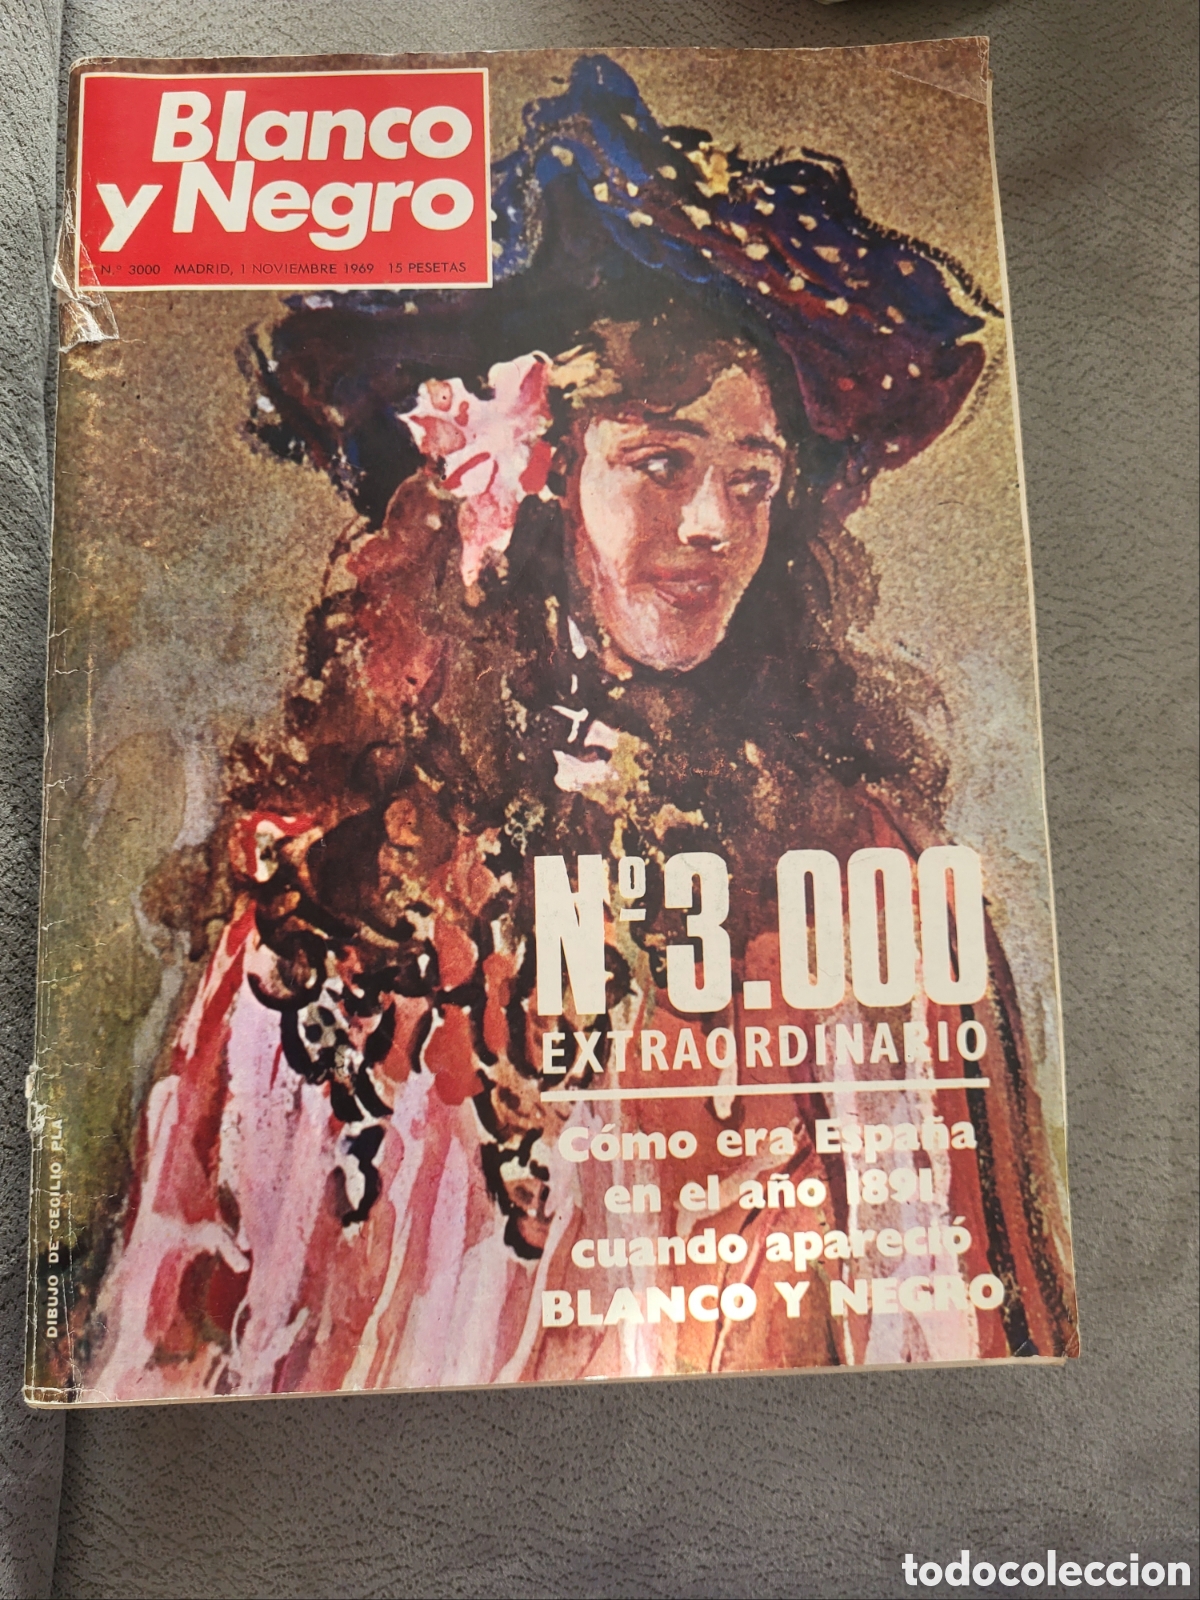 Blanco
y Negro
N.º 3000 MADRID, 1 NOVIEMBRE 1969 15 PESETAS
Nº 3.000
EXTRAORDINARIO
Cómo era España
en el año 1891
cuando apareció
BLANCO Y NEGRO
DIBUJO DE CECILIO PLA
todocoleccion